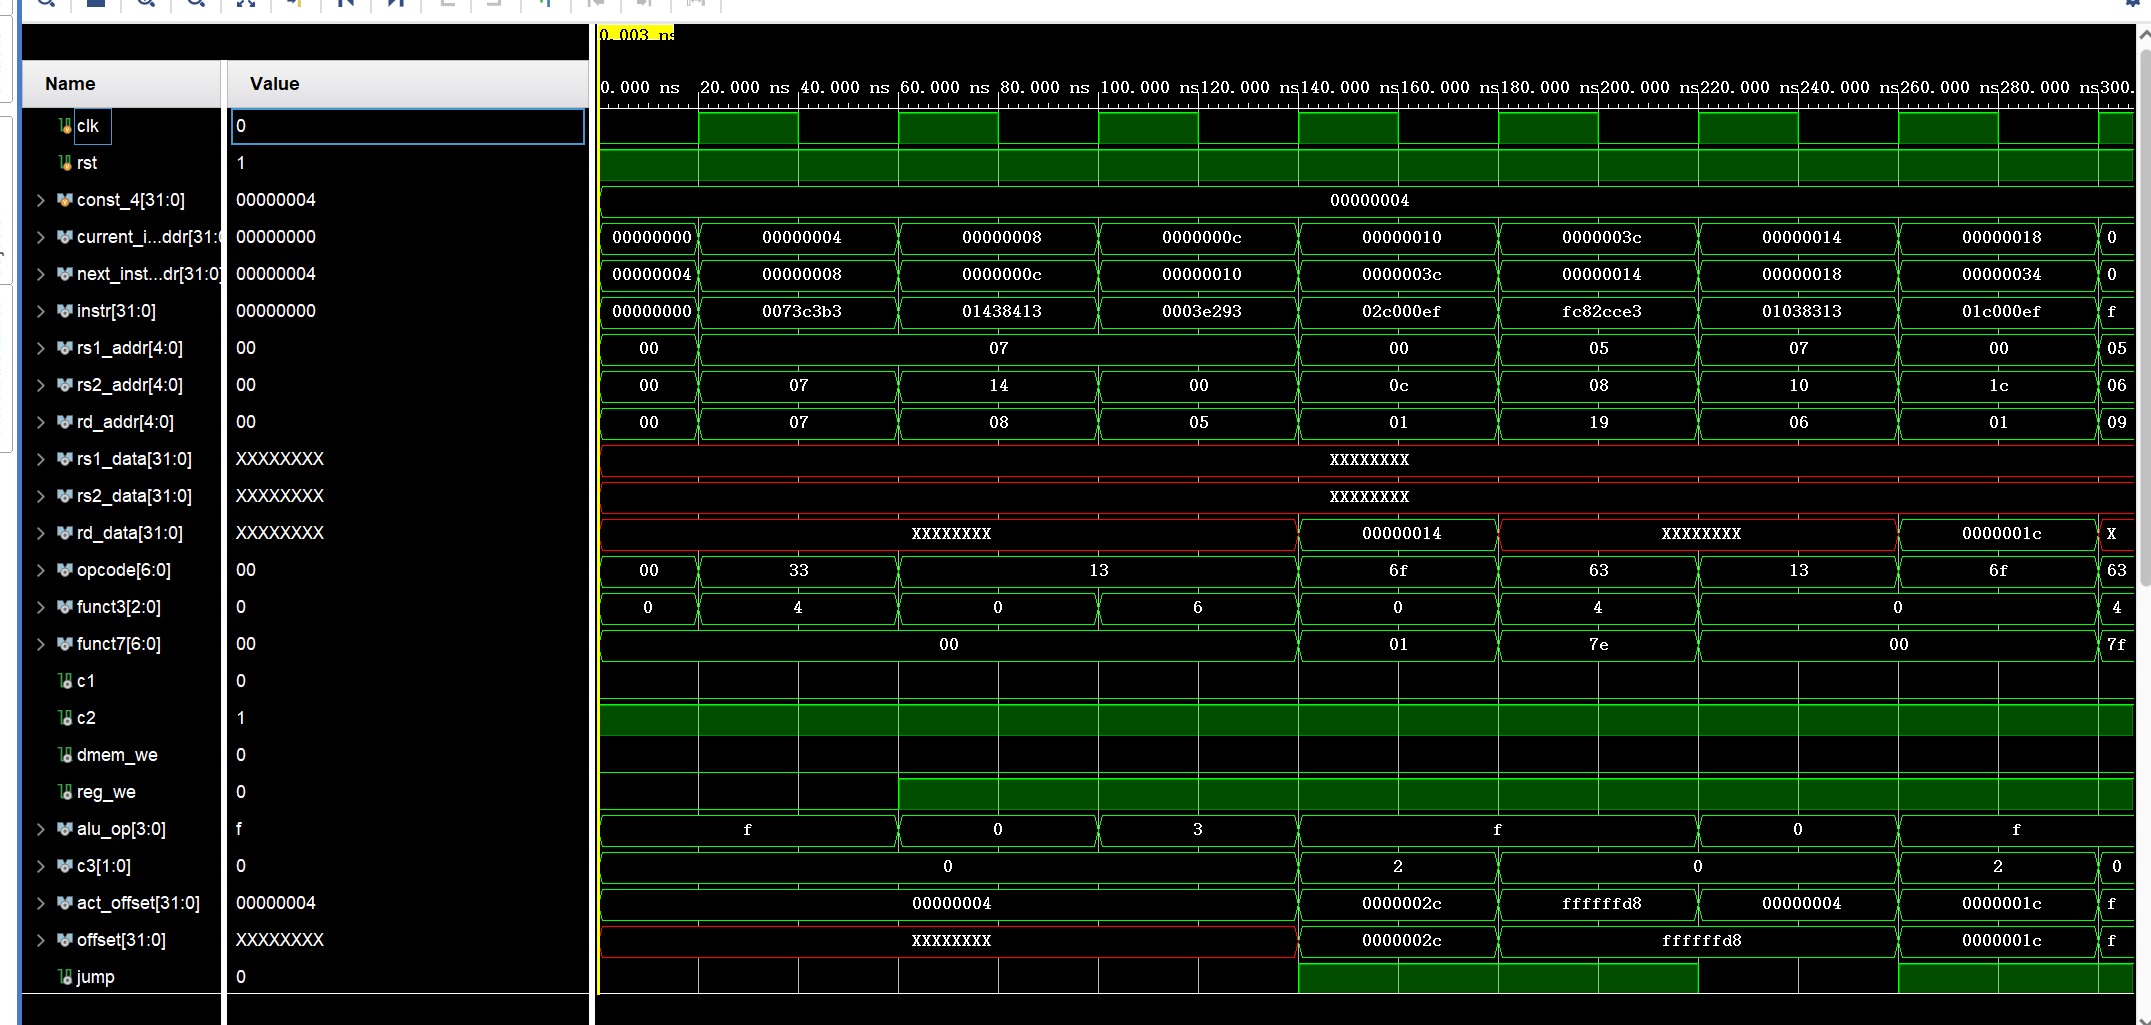 0.003 ns
Name Value
0.000 ns 20.000 ns 40.000 ns 60.000 ns 80.000 ns 100.000 ns 120.000 ns 140.000 ns 160.000 ns 180.000 ns 200.000 ns 220.000 ns 240.000 ns 260.000 ns 280.000 ns 300.
clk 0
rst 1
const_4[31:0] 00000004 00000004
current_i...ddr[31:0 00000000 00000000 00000004 00000008 0000000c 00000010 0000003c 00000014 00000018 0
next_inst...dr[31:0] 00000004 00000004 00000008 0000000c 00000010 0000003c 00000014 00000018 00000034 0
instr[31:0] 00000000 00000000 0073c3b3 01438413 0003e293 02c000ef fc82cce3 01038313 01c000ef f
rs1_addr[4:0] 00 00 07 00 05 07 00 05
rs2_addr[4:0] 00 00 07 14 00 0c 08 10 1c 06
rd_addr[4:0] 00 00 07 08 05 01 19 06 01 09
rs1_data[31:0] XXXXXXXX XXXXXXXX
rs2_data[31:0] XXXXXXXX XXXXXXXX
rd_data[31:0] XXXXXXXX XXXXXXXX 00000014 XXXXXXXX 0000001c X
opcode[6:0] 00 00 33 13 6f 63 13 6f 63
funct3[2:0] 0 0 4 0 6 0 4 0 4
funct7[6:0] 00 00 01 7e 00 7f
c1 0
c2 1
dmem_we 0
reg_we 0
alu_op[3:0] f f 0 3 f 0 f
c3[1:0] 0 0 2 0 2 0
act_offset[31:0] 00000004 00000004 0000002c ffffffd8 00000004 0000001c f
offset[31:0] XXXXXXXX XXXXXXXX 0000002c ffffffd8 0000001c f
jump 0